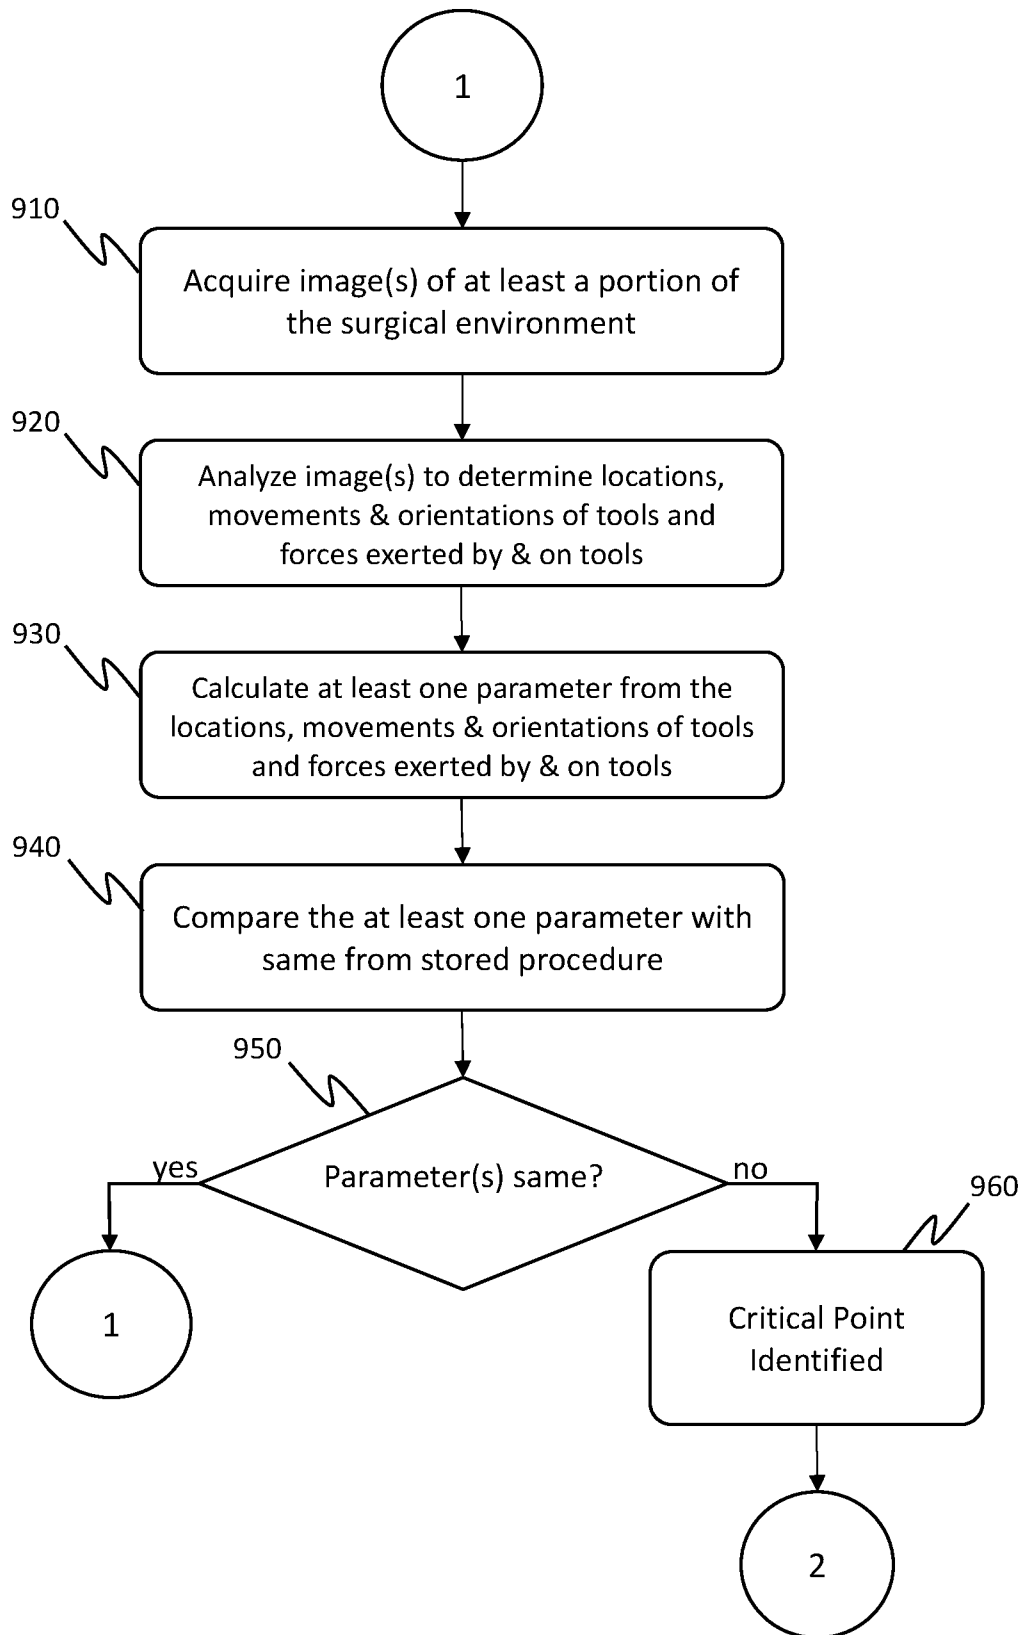 1
910
Acquire image(s) of at least a portion of
the surgical environment
920
Analyze image(s) to determine locations,
movements & orientations of tools and
forces exerted by & on tools
930
Calculate at least one parameter from the
locations, movements & orientations of tools
and forces exerted by & on tools
940
Compare the at least one parameter with
same from stored procedure
950
Parameter(s) same?
yes
no
960
1
Critical Point
Identified
2